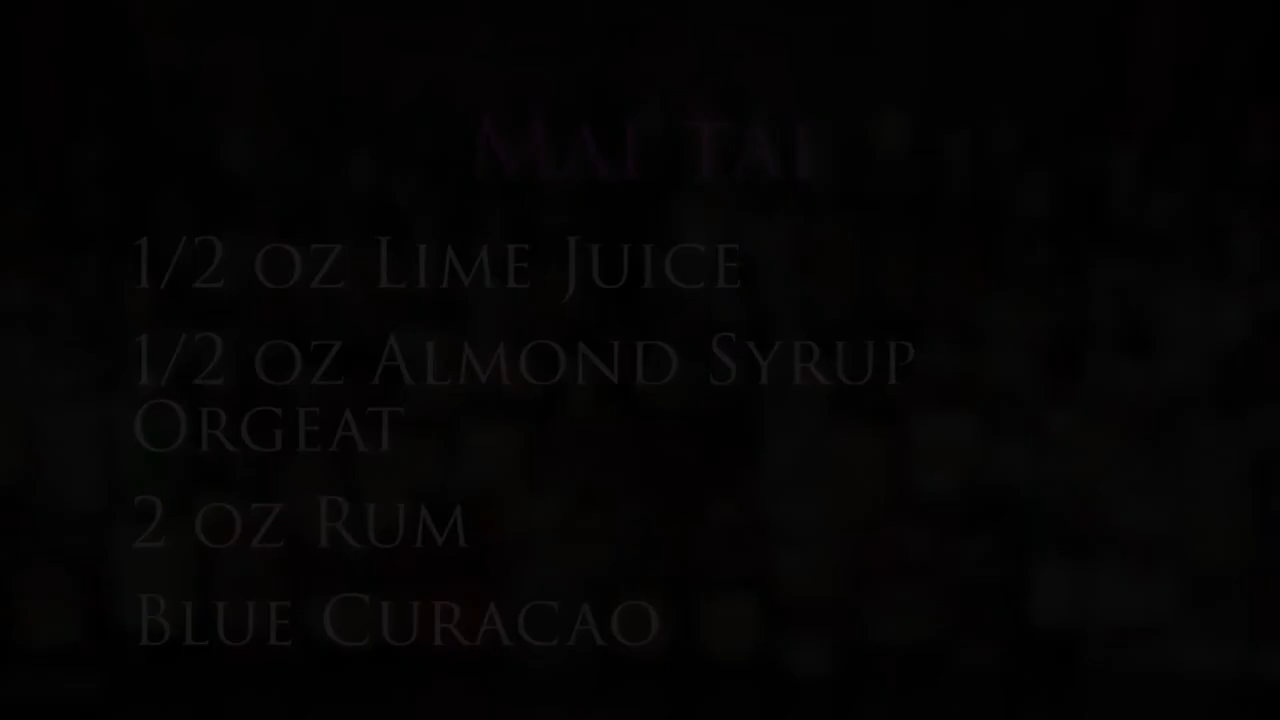 Mai Tai
1/2 oz Lime Juice
1/2 oz Almond Syrup
Orgeat
2 oz Rum
Blue Curacao